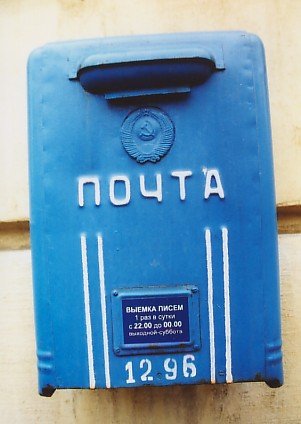 ПОЧТА
ВЫЕМКА ПИСЕМ
1 раз в сутки
с 22.00 до 00.00
выходной-суббота
12.96